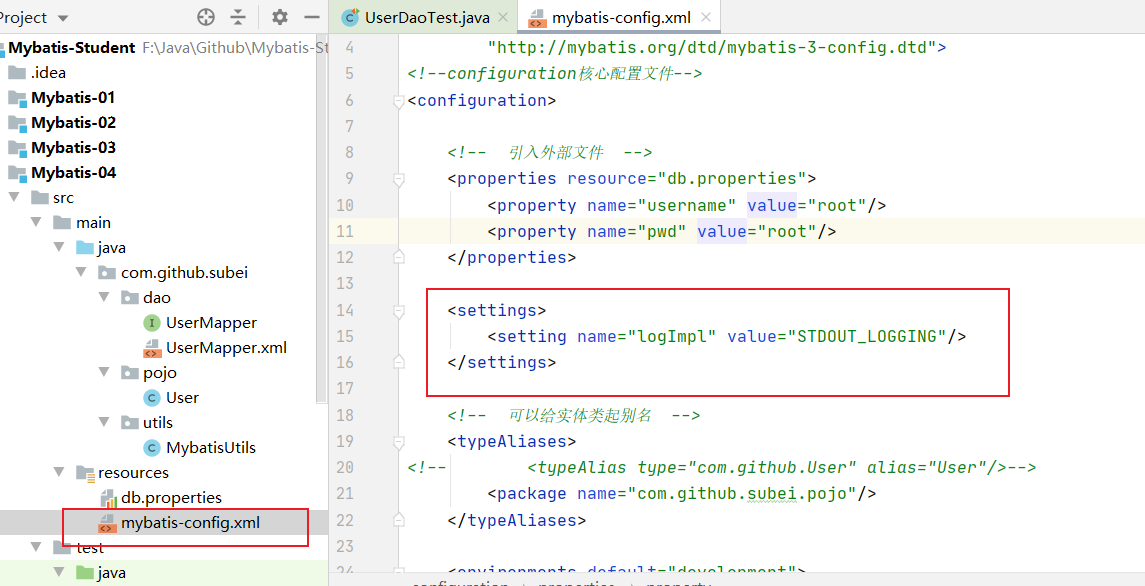 Project
UserDaoTest.java
mybatis-config.xml
Mybatis-Student F:\Java\Github\Mybatis-St
.idea
Mybatis-01
Mybatis-02
Mybatis-03
Mybatis-04
src
main
java
com.github.subei
dao
UserMapper
UserMapper.xml
pojo
User
utils
MybatisUtils
resources
db.properties
mybatis-config.xml
test
java
4 "http://mybatis.org/dtd/mybatis-3-config.dtd">
5 <!--configuration核心配置文件-->
6 <configuration>
7
8 <!-- 引入外部文件 -->
9 <properties resource="db.properties">
10 <property name="username" value="root"/>
11 <property name="pwd" value="root"/>
12 </properties>
13
14 <settings>
15 <setting name="logImpl" value="STDOUT_LOGGING"/>
16 </settings>
17
18 <!-- 可以给实体类起别名 -->
19 <typeAliases>
20 <!-- <typeAlias type="com.github.User" alias="User"/>-->
21 <package name="com.github.subei.pojo"/>
22 </typeAliases>
23
24 <environments default="development">
configuration › properties › property